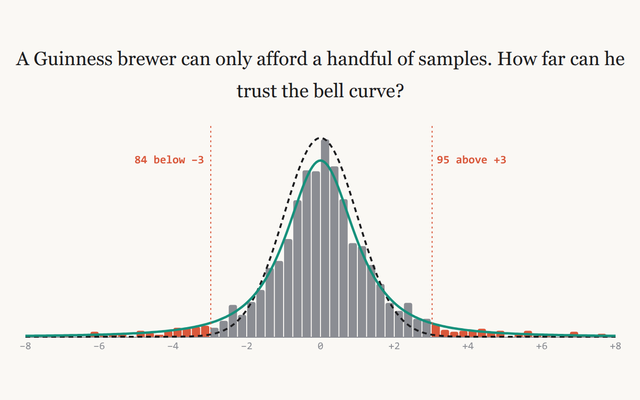 A Guinness brewer can only afford a handful of samples. How far can he
trust the bell curve?
84 below −3
95 above +3
−8 −6 −4 −2 0 +2 +4 +6 +8